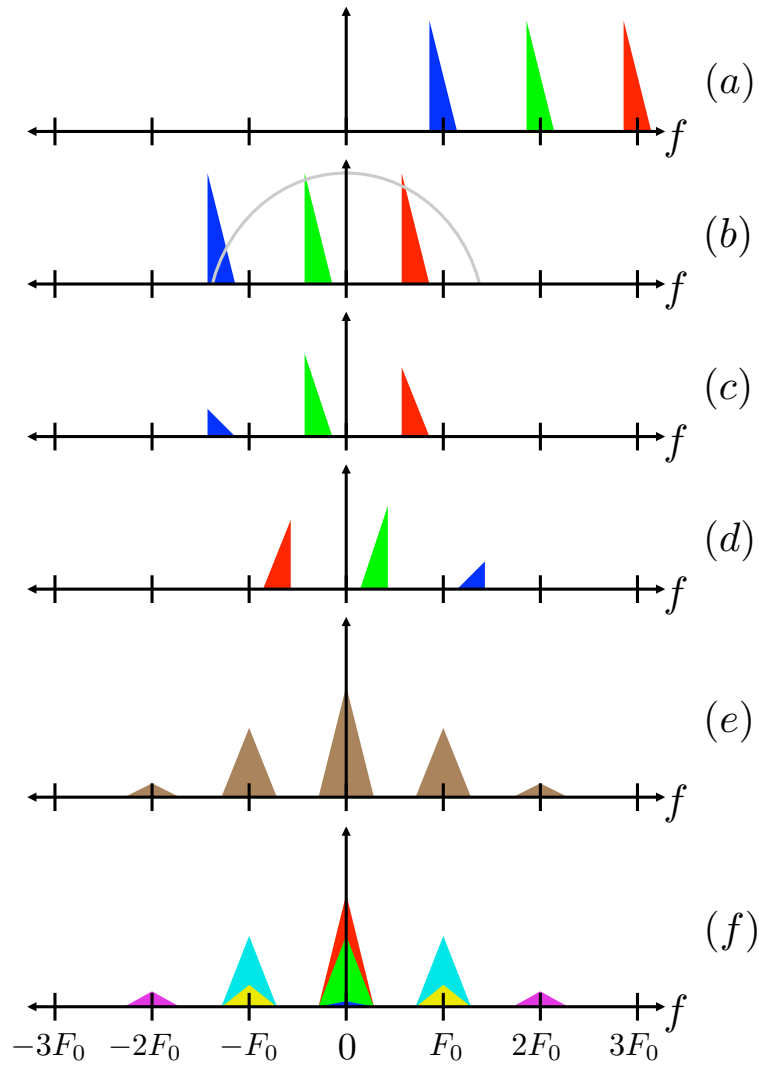 (a)
f
(b)
f
(c)
f
(d)
f
(e)
f
(f)
f
−3F₀ −2F₀ −F₀ 0 F₀ 2F₀ 3F₀